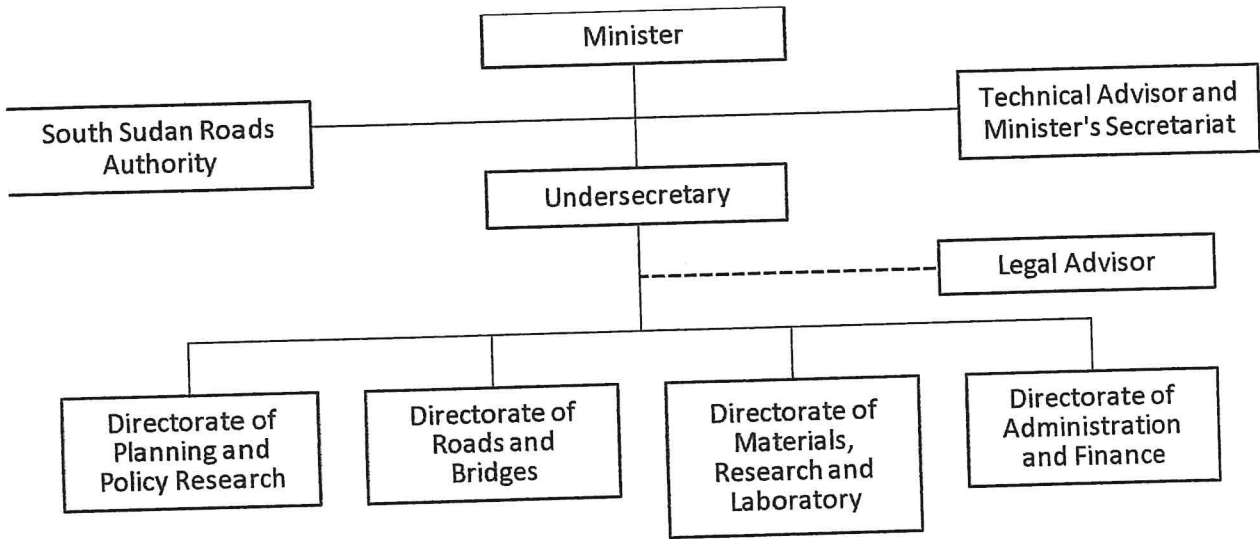 Minister
South Sudan Roads
Authority
Technical Advisor and
Minister's Secretariat
Undersecretary
Legal Advisor
Directorate of
Planning and
Policy Research
Directorate of
Roads and
Bridges
Directorate of
Materials,
Research and
Laboratory
Directorate of
Administration
and Finance